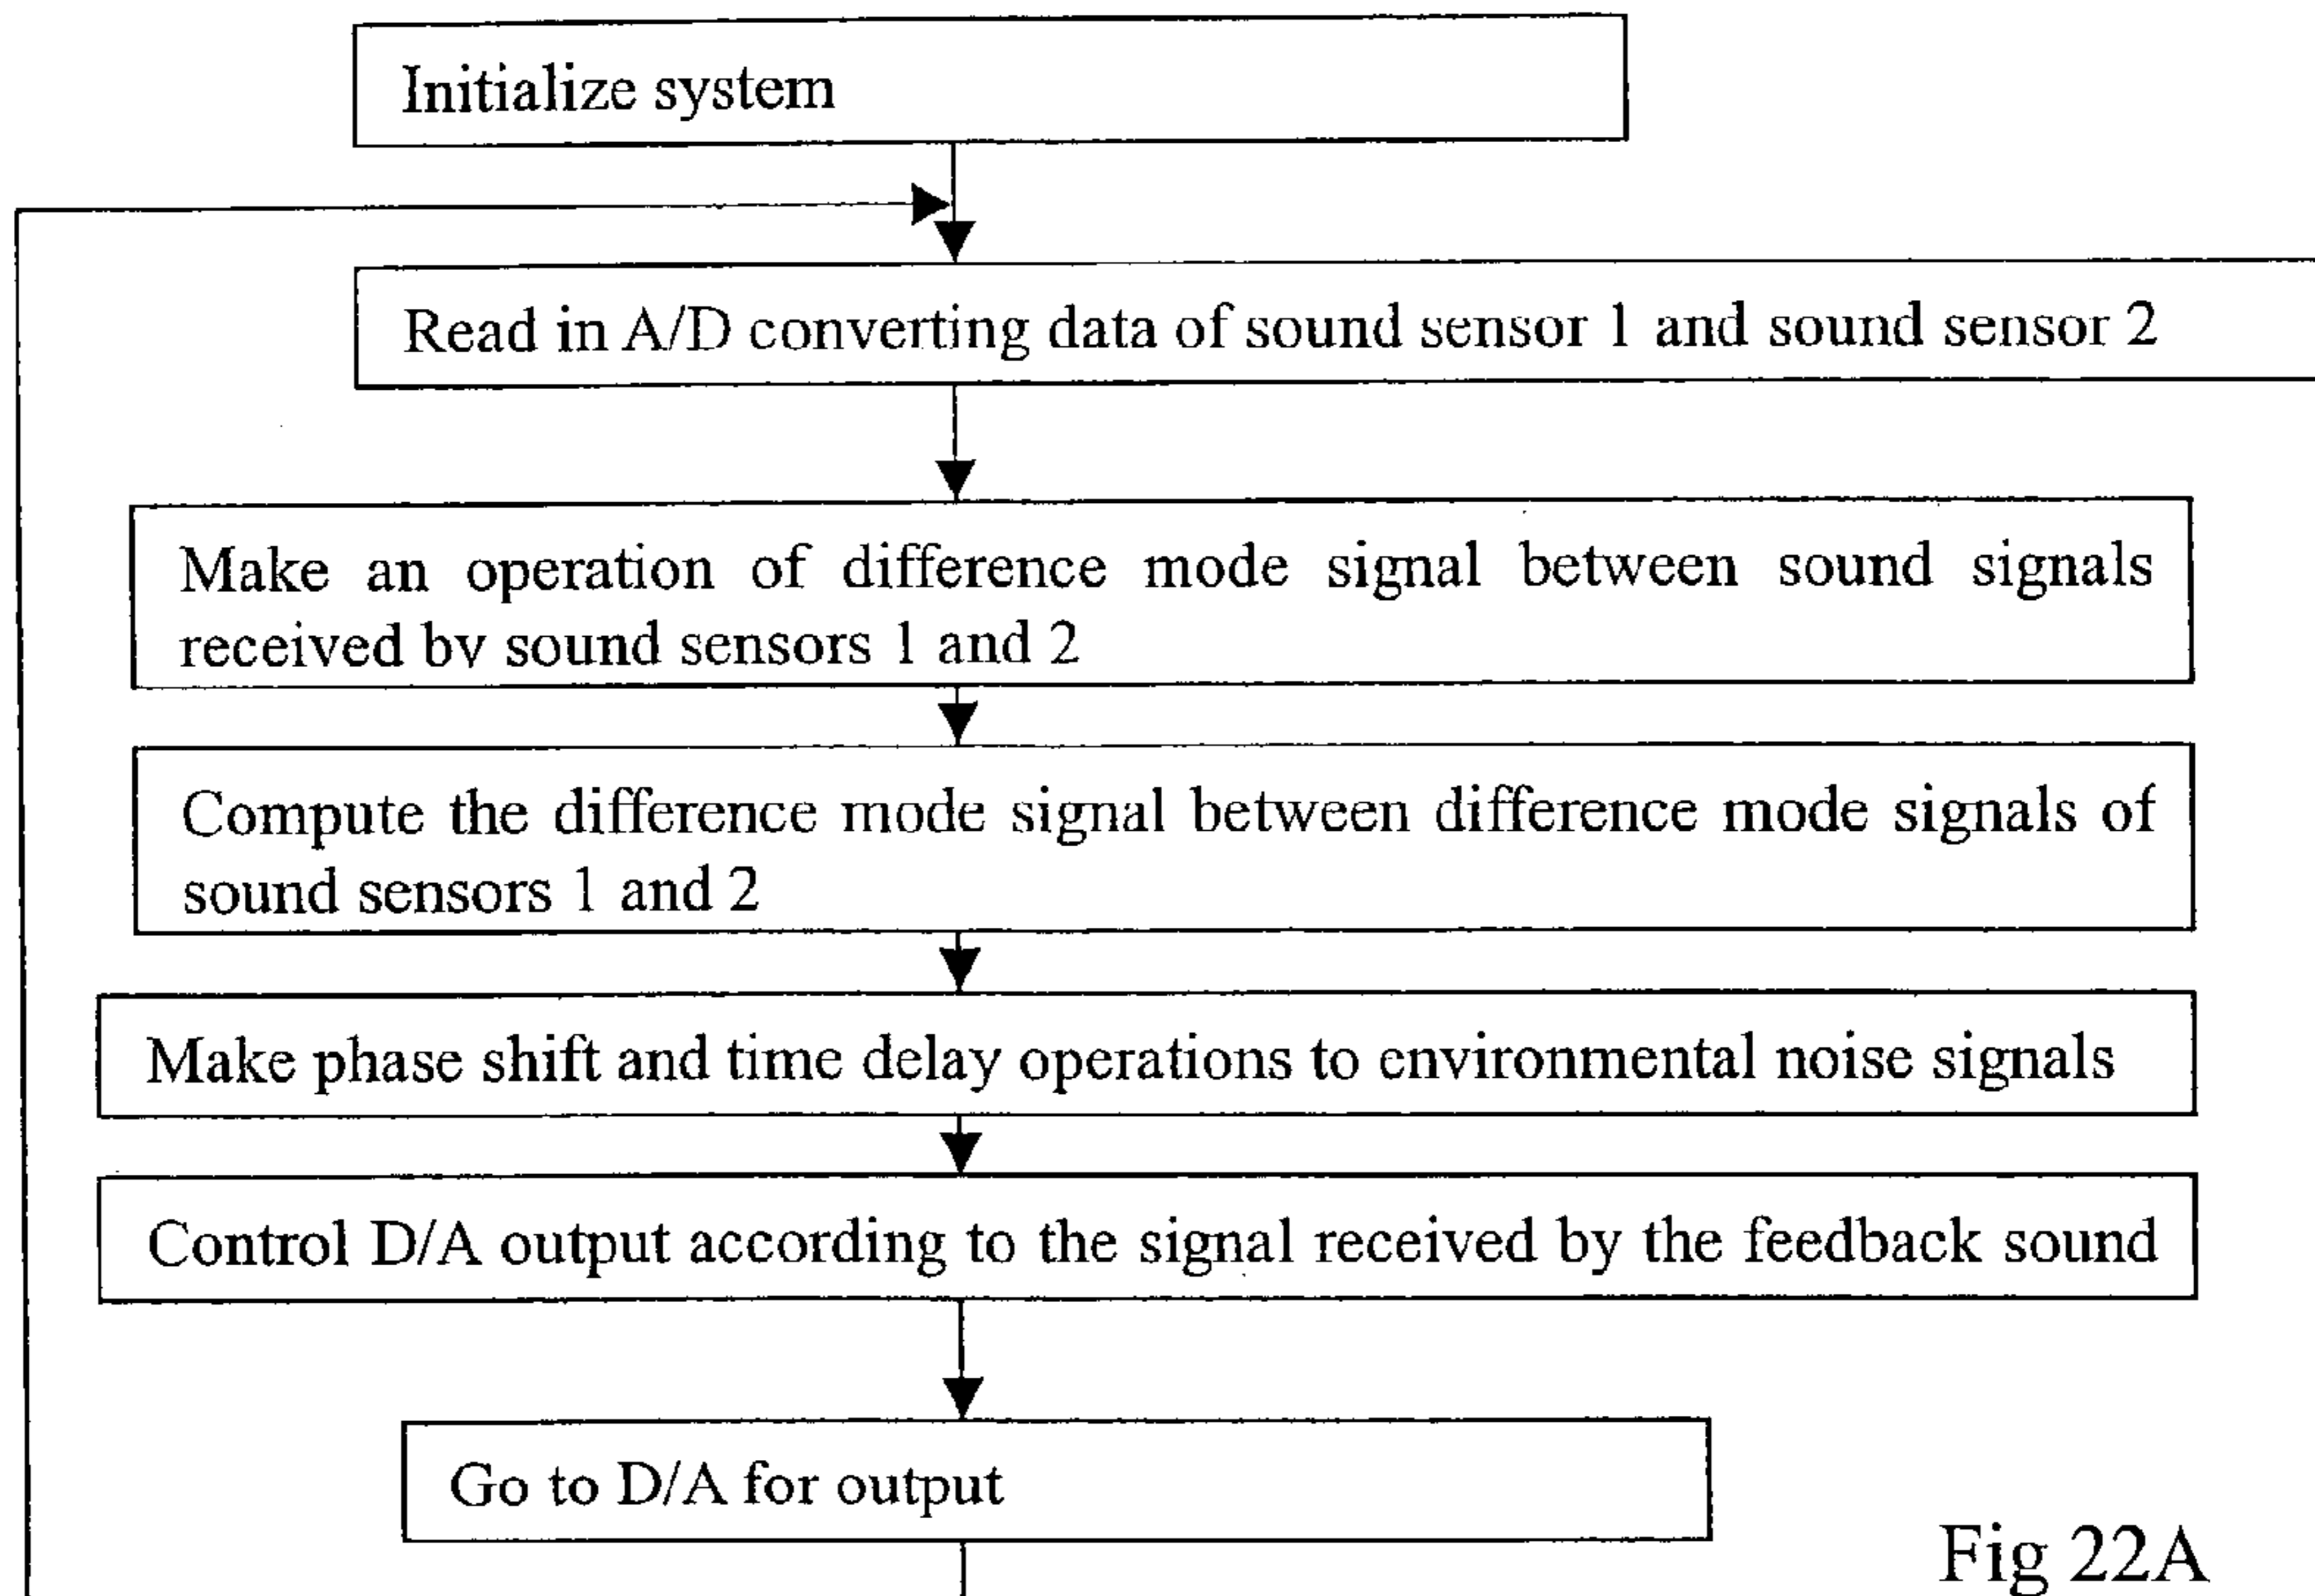 Initialize system
Read in A/D converting data of sound sensor 1 and sound sensor 2
Make an operation of difference mode signal between sound signals
received by sound sensors 1 and 2
Compute the difference mode signal between difference mode signals of
sound sensors 1 and 2
Make phase shift and time delay operations to environmental noise signals
Control D/A output according to the signal received by the feedback sound
Go to D/A for output
Fig 22A